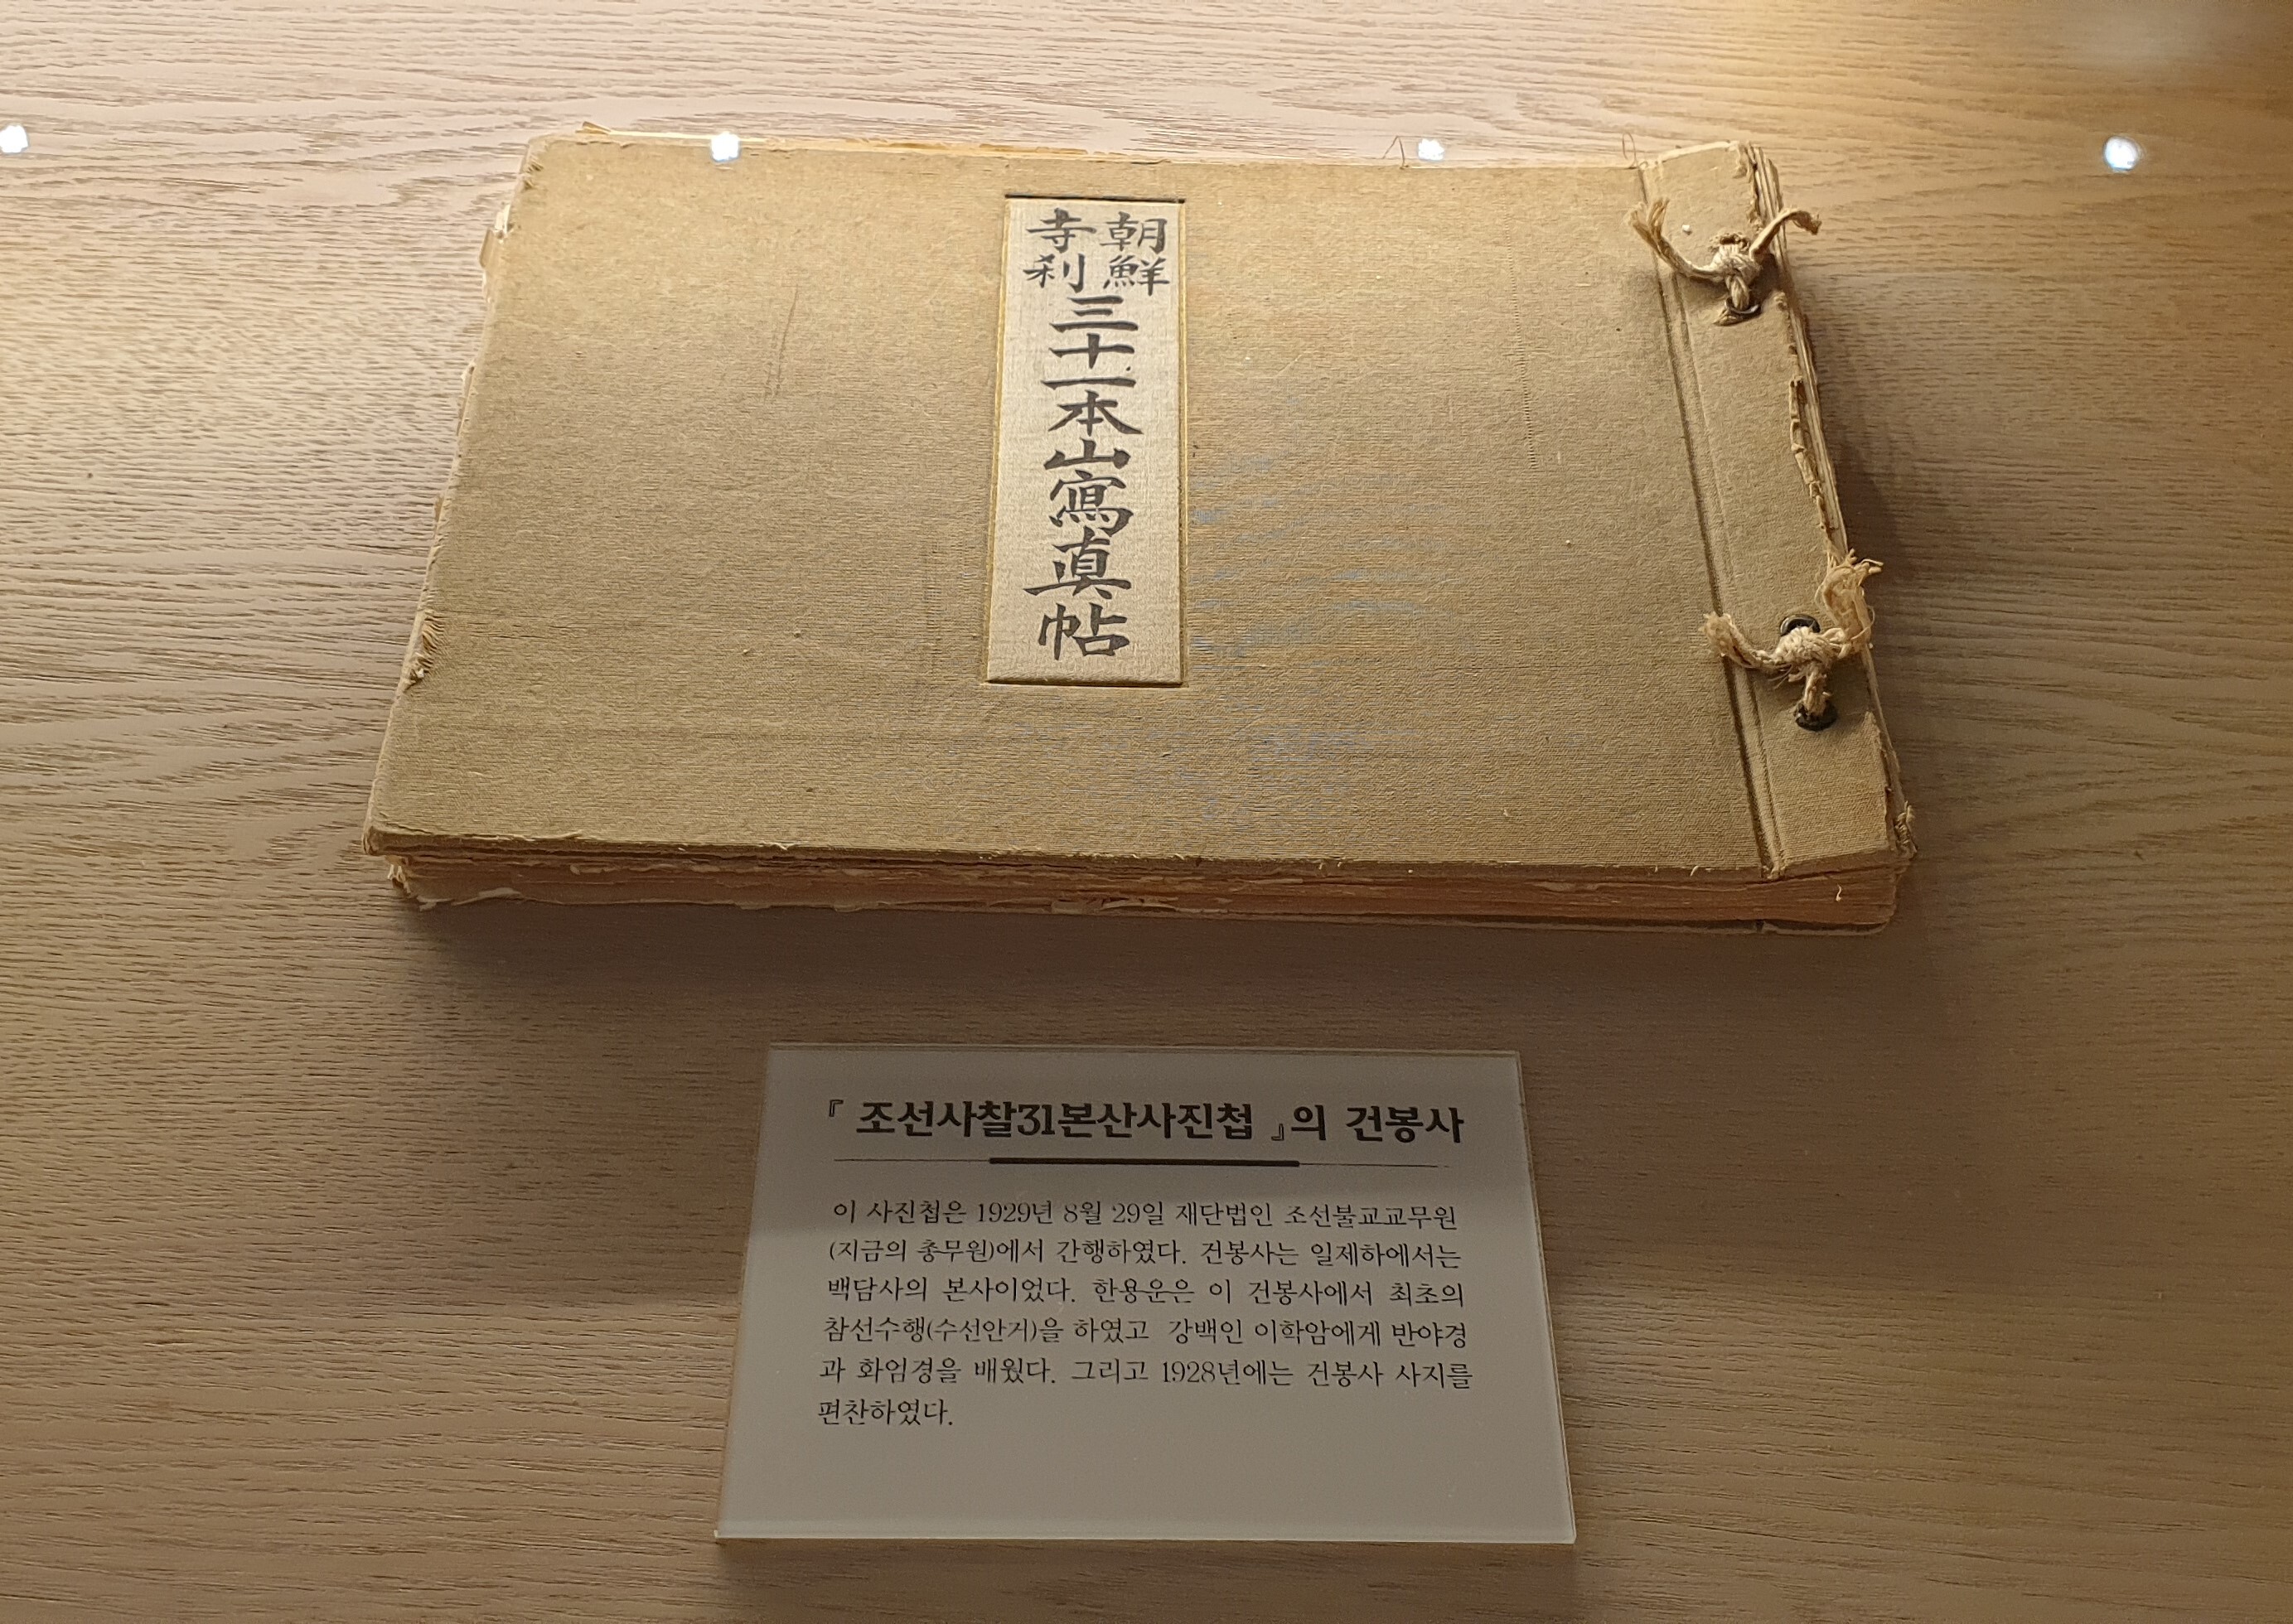 朝鮮
寺刹
三十一本山寫眞帖
『 조선사찰31본산사진첩 』의 건봉사
이 사진첩은 1929년 8월 29일 재단법인 조선불교교무원
(지금의 총무원)에서 간행하였다. 건봉사는 일제하에서는
백담사의 본사이었다. 한용운은 이 건봉사에서 최초의
참선수행(수선안거)을 하였고 강백인 이학암에게 반야경
과 화엄경을 배웠다. 그리고 1928년에는 건봉사 사지를
편찬하였다.